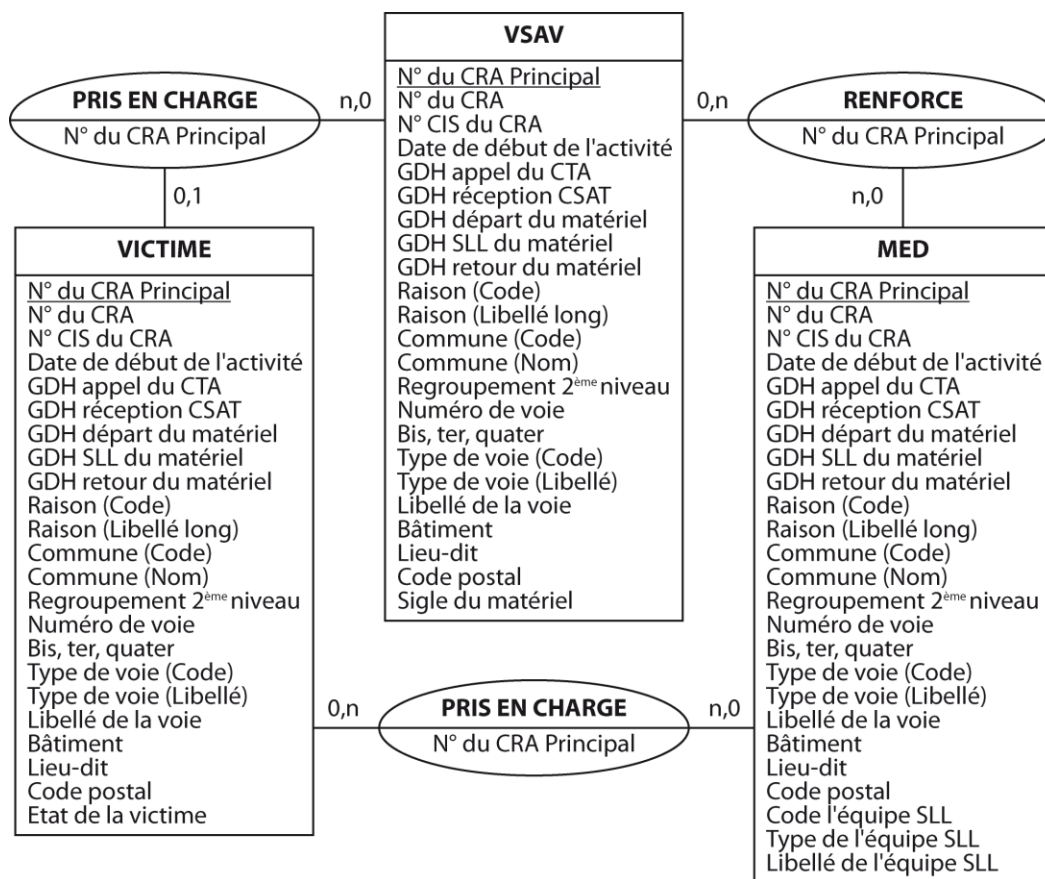 VSAV
N° du CRA Principal
N° du CRA
N° CIS du CRA
Date de début de l'activité
GDH appel du CTA
GDH réception CSAT
GDH départ du matériel
GDH SLL du matériel
GDH retour du matériel
Raison (Code)
Raison (Libellé long)
Commune (Code)
Commune (Nom)
Regroupement 2ème niveau
Numéro de voie
Bis, ter, quater
Type de voie (Code)
Type de voie (Libellé)
Libellé de la voie
Bâtiment
Lieu-dit
Code postal
Sigle du matériel
PRIS EN CHARGE
N° du CRA Principal
n,0
0,1
0,n
RENFORCE
N° du CRA Principal
n,0
VICTIME
N° du CRA Principal
N° du CRA
N° CIS du CRA
Date de début de l'activité
GDH appel du CTA
GDH réception CSAT
GDH départ du matériel
GDH SLL du matériel
GDH retour du matériel
Raison (Code)
Raison (Libellé long)
Commune (Code)
Commune (Nom)
Regroupement 2ème niveau
Numéro de voie
Bis, ter, quater
Type de voie (Code)
Type de voie (Libellé)
Libellé de la voie
Bâtiment
Lieu-dit
Code postal
Etat de la victime
0,n
PRIS EN CHARGE
N° du CRA Principal
n,0
MED
N° du CRA Principal
N° du CRA
N° CIS du CRA
Date de début de l'activité
GDH appel du CTA
GDH réception CSAT
GDH départ du matériel
GDH SLL du matériel
GDH retour du matériel
Raison (Code)
Raison (Libellé long)
Commune (Code)
Commune (Nom)
Regroupement 2ème niveau
Numéro de voie
Bis, ter, quater
Type de voie (Code)
Type de voie (Libellé)
Libellé de la voie
Bâtiment
Lieu-dit
Code postal
Code l'équipe SLL
Type de l'équipe SLL
Libellé de l'équipe SLL